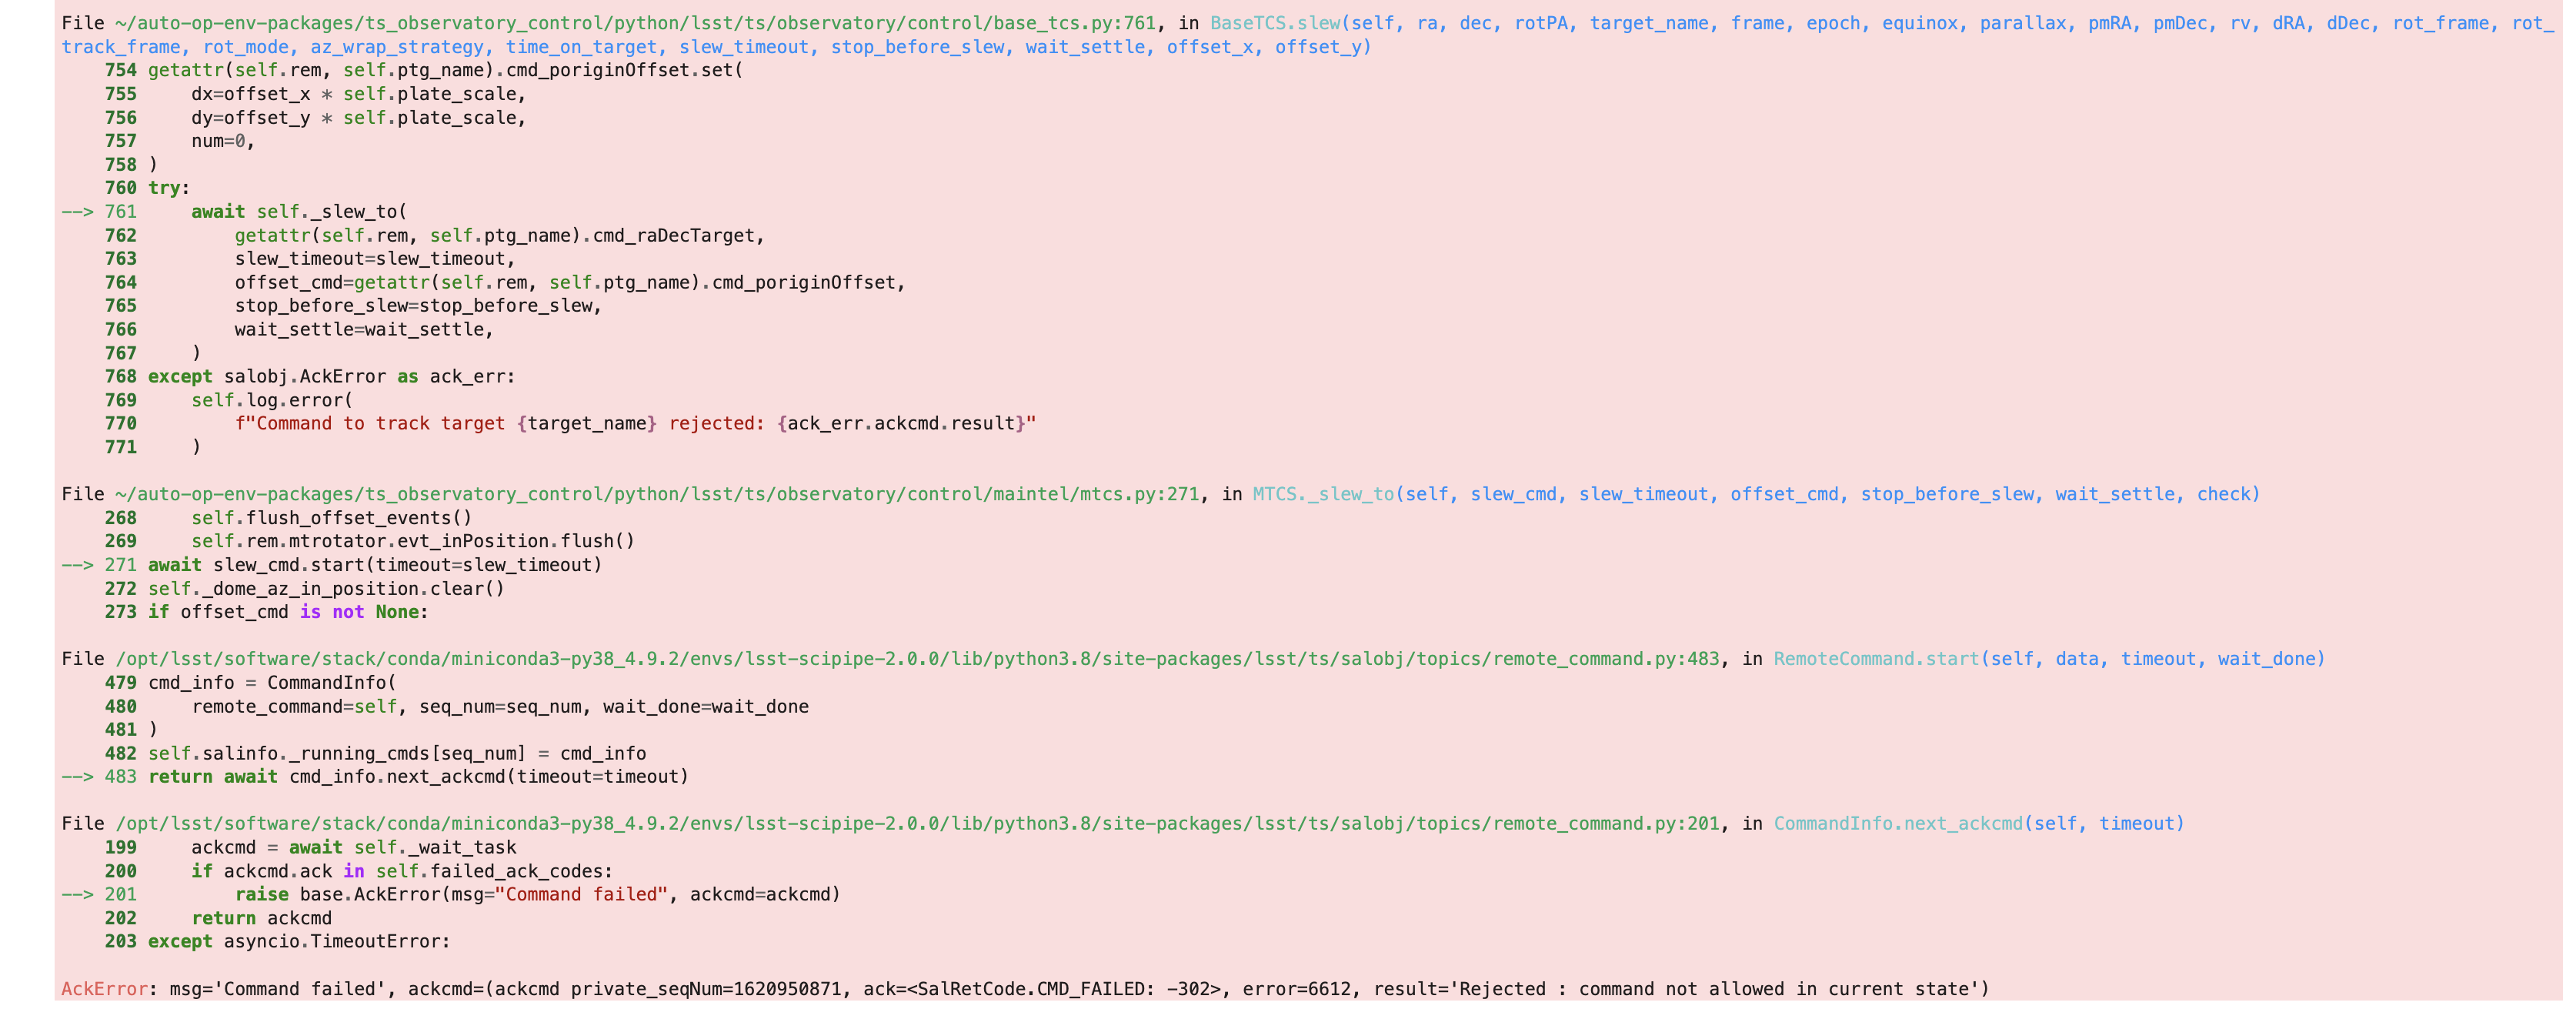 File ~/auto-op-env-packages/ts_observatory_control/python/lsst/ts/observatory/control/base_tcs.py:761, in BaseTCS.slew(self, ra, dec, rotPA, target_name, frame, epoch, equinox, parallax, pmRA, pmDec, rv, dRA, dDec, rot_frame, rot_
track_frame, rot_mode, az_wrap_strategy, time_on_target, slew_timeout, stop_before_slew, wait_settle, offset_x, offset_y)
    754 getattr(self.rem, self.ptg_name).cmd_poriginOffset.set(
    755     dx=offset_x * self.plate_scale,
    756     dy=offset_y * self.plate_scale,
    757     num=0,
    758 )
    760 try:
--> 761     await self._slew_to(
    762         getattr(self.rem, self.ptg_name).cmd_raDecTarget,
    763         slew_timeout=slew_timeout,
    764         offset_cmd=getattr(self.rem, self.ptg_name).cmd_poriginOffset,
    765         stop_before_slew=stop_before_slew,
    766         wait_settle=wait_settle,
    767     )
    768 except salobj.AckError as ack_err:
    769     self.log.error(
    770         f"Command to track target {target_name} rejected: {ack_err.ackcmd.result}"
    771     )
File ~/auto-op-env-packages/ts_observatory_control/python/lsst/ts/observatory/control/maintel/mtcs.py:271, in MTCS._slew_to(self, slew_cmd, slew_timeout, offset_cmd, stop_before_slew, wait_settle, check)
    268     self.flush_offset_events()
    269     self.rem.mtrotator.evt_inPosition.flush()
--> 271 await slew_cmd.start(timeout=slew_timeout)
    272 self._dome_az_in_position.clear()
    273 if offset_cmd is not None:
File /opt/lsst/software/stack/conda/miniconda3-py38_4.9.2/envs/lsst-scipipe-2.0.0/lib/python3.8/site-packages/lsst/ts/salobj/topics/remote_command.py:483, in RemoteCommand.start(self, data, timeout, wait_done)
    479 cmd_info = CommandInfo(
    480     remote_command=self, seq_num=seq_num, wait_done=wait_done
    481 )
    482 self.salinfo._running_cmds[seq_num] = cmd_info
--> 483 return await cmd_info.next_ackcmd(timeout=timeout)
File /opt/lsst/software/stack/conda/miniconda3-py38_4.9.2/envs/lsst-scipipe-2.0.0/lib/python3.8/site-packages/lsst/ts/salobj/topics/remote_command.py:201, in CommandInfo.next_ackcmd(self, timeout)
    199     ackcmd = await self._wait_task
    200     if ackcmd.ack in self.failed_ack_codes:
--> 201         raise base.AckError(msg="Command failed", ackcmd=ackcmd)
    202     return ackcmd
    203 except asyncio.TimeoutError:
AckError: msg='Command failed', ackcmd=(ackcmd private_seqNum=1620950871, ack=<SalRetCode.CMD_FAILED: -302>, error=6612, result='Rejected : command not allowed in current state')